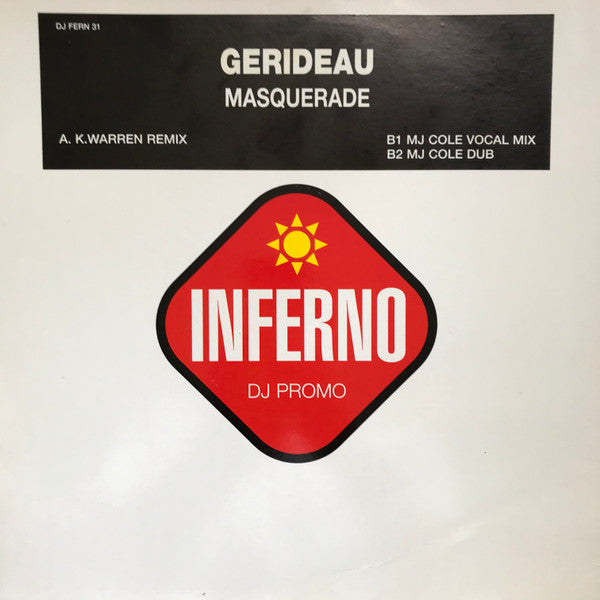 DJ FERN 31
GERIDEAU
MASQUERADE
A. K.WARREN REMIX
B1 MJ COLE VOCAL MIX
B2 MJ COLE DUB
INFERNO
DJ PROMO